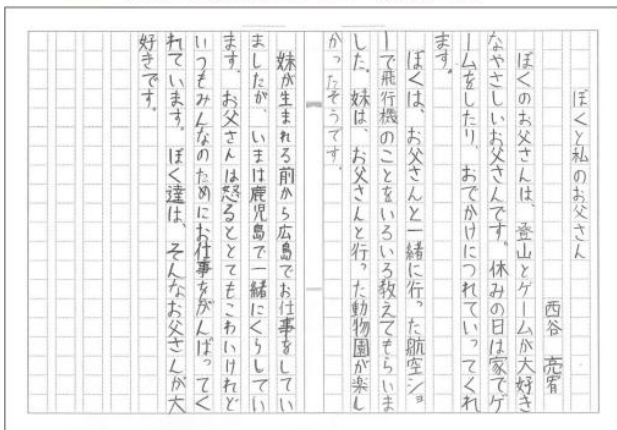 ぼくと私のお父さん
西谷 亮宥
ぼくのお父さんは、登山とゲームが大好き
なやさしいお父さんです。休みの日は家でゲ
ームをしたり、おでかけにつれていってくれ
ます。
ぼくは、お父さんと一緒に行った航空ショ
ーで飛行機のことをいろいろ教えてもらいま
した。妹は、お父さんと行った動物園が楽し
かったそうです。
妹が生まれる前から広島でお仕事をしてい
ましたが、いまは鹿児島で一緒にくらしてい
ます。お父さんは怒るととてもこわいけれど
いつもみんなのためにお仕事をがんばってく
れています。ぼく達は、そんなお父さんが大
好きです。